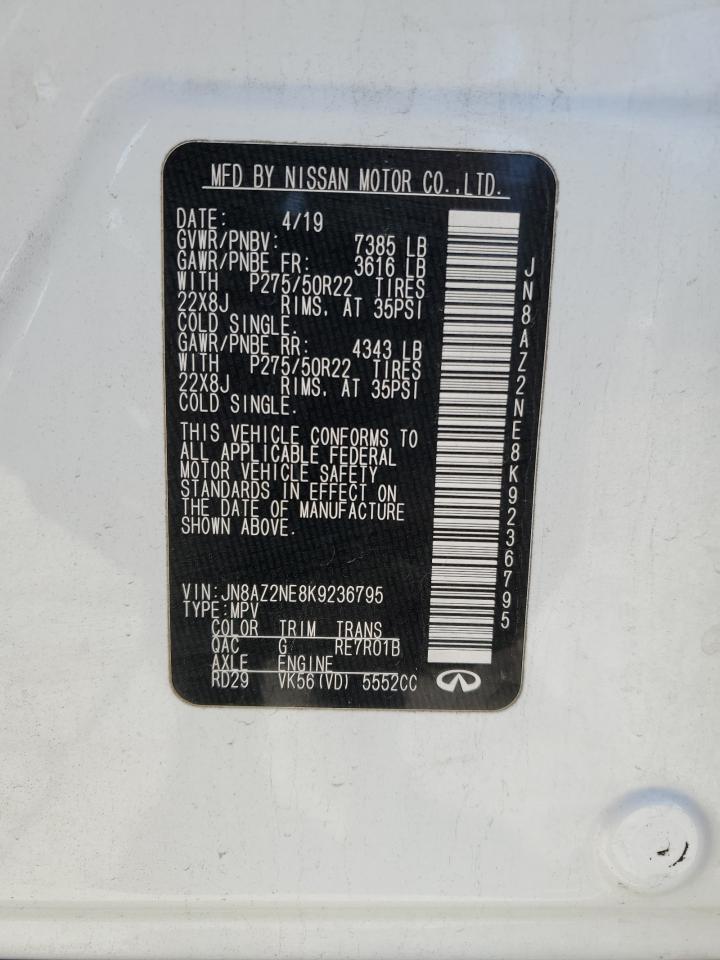 MFD BY NISSAN MOTOR CO.,LTD.
DATE: 4/19
GVWR/PNBV: 7385 LB
GAWR/PNBE FR: 3616 LB
WITH P275/50R22 TIRES
22X8J RIMS, AT 35PSI
COLD SINGLE.
GAWR/PNBE RR: 4343 LB
WITH P275/50R22 TIRES
22X8J RIMS, AT 35PSI
COLD SINGLE.
THIS VEHICLE CONFORMS TO
ALL APPLICABLE FEDERAL
MOTOR VEHICLE SAFETY
STANDARDS IN EFFECT ON
THE DATE OF MANUFACTURE
SHOWN ABOVE.
VIN:JN8AZ2NE8K9236795
TYPE:MPV
COLOR TRIM TRANS
QAC G RE7R01B
AXLE ENGINE
RD29 VK56(VD) 5552CC
JN8AZ2NE8K9236795